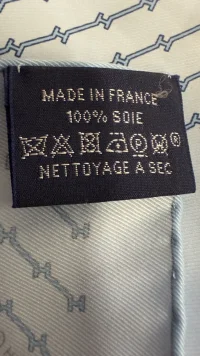 MADE IN FRANCE
100% SOIE
®
NETTOYAGE A SEC